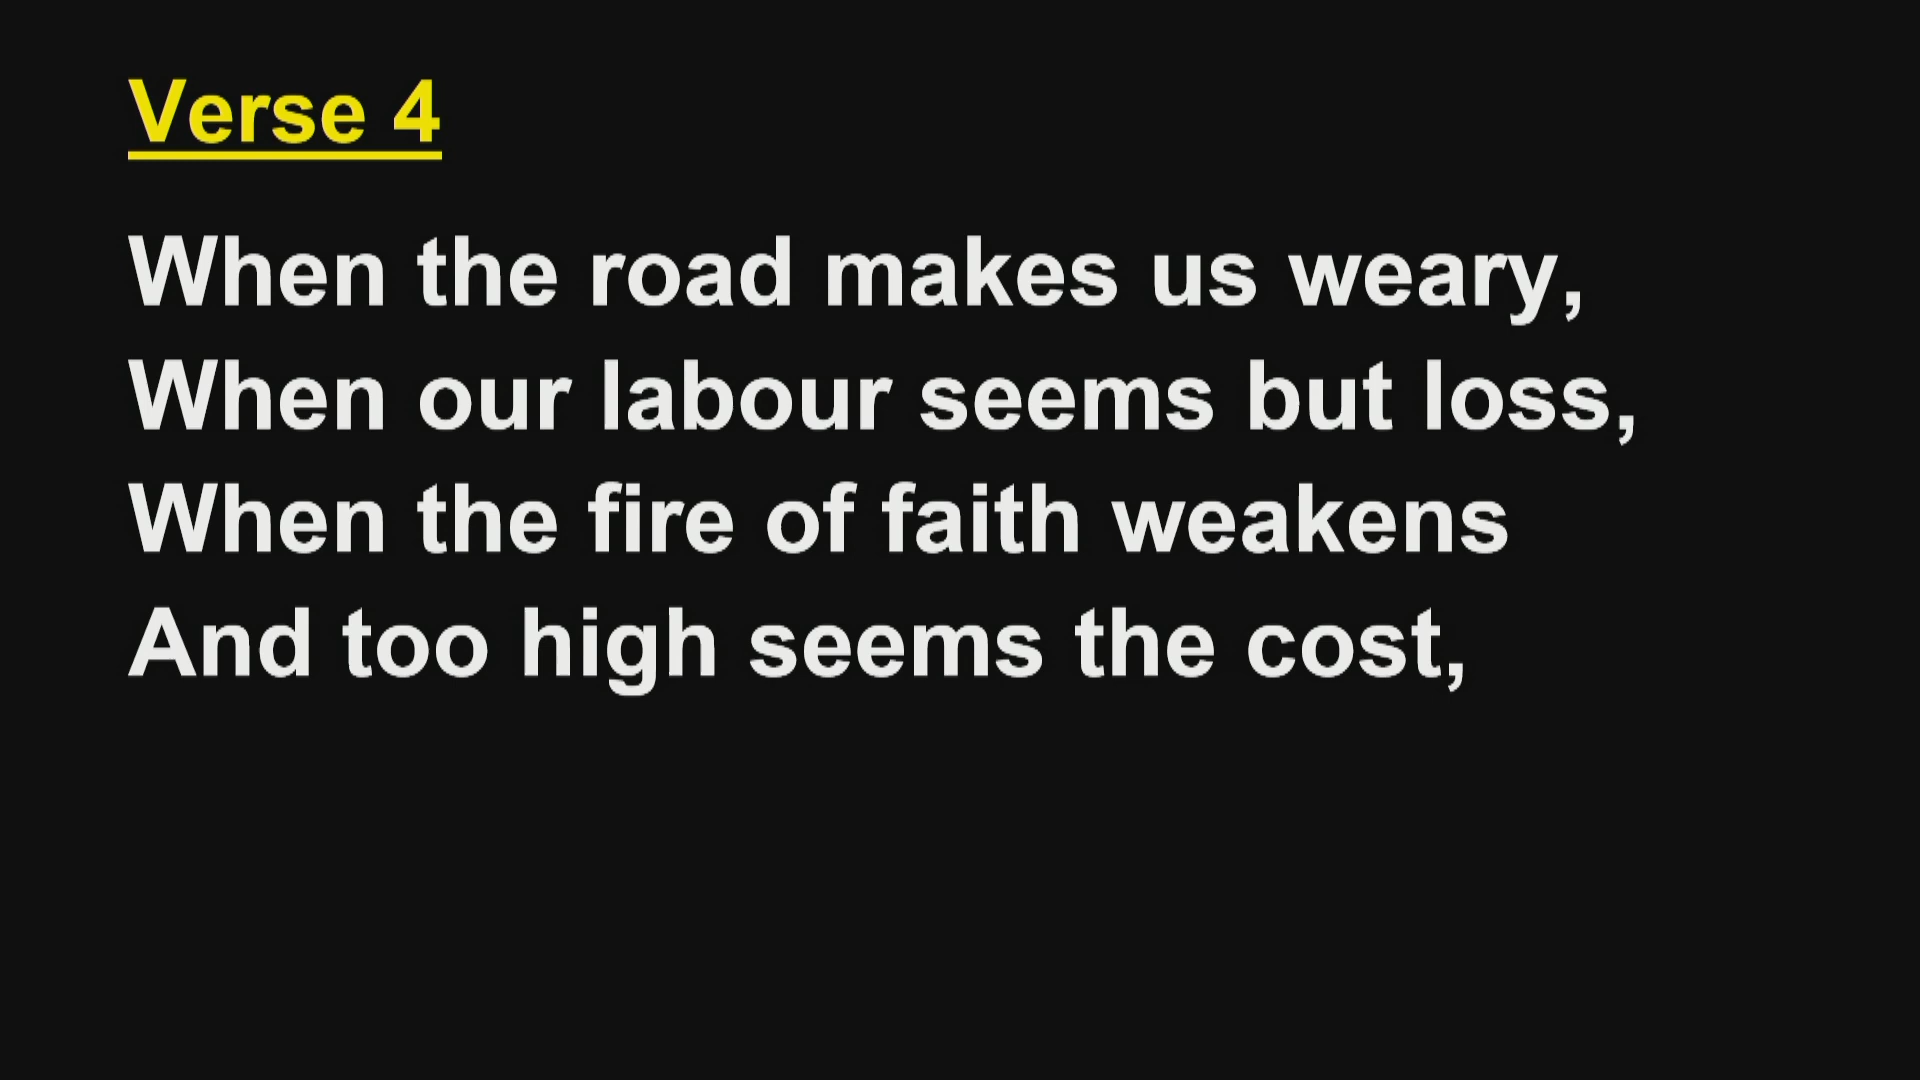 Verse 4
When the road makes us weary,
When our labour seems but loss,
When the fire of faith weakens
And too high seems the cost,